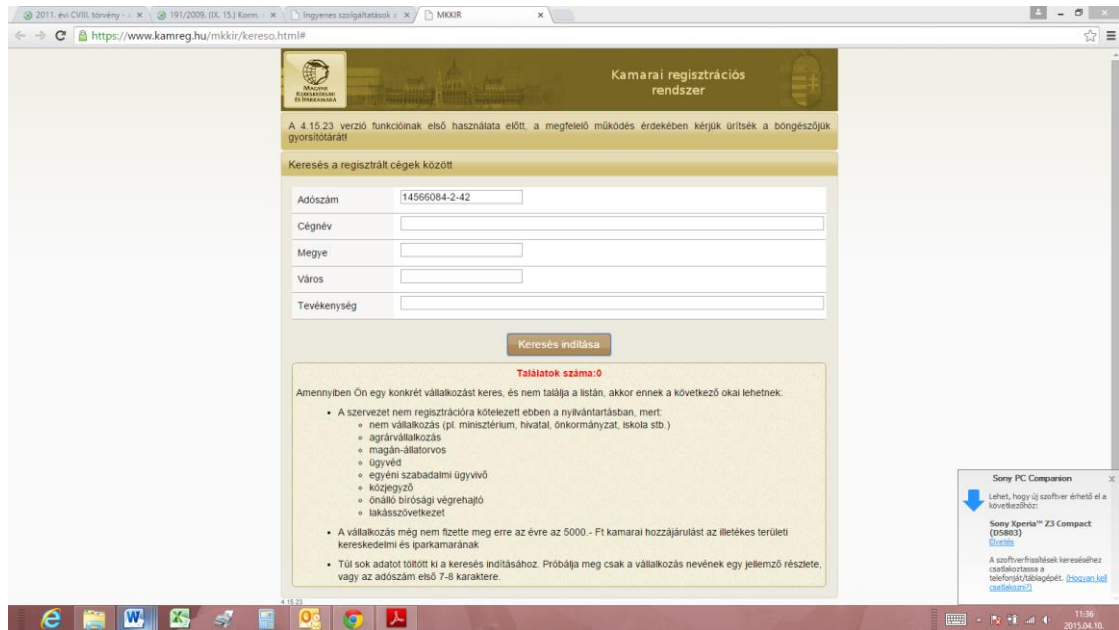 2011. évi CVIII. törvény - a
191/2009. (IX. 15.) Korm.
Ingyenes szolgáltatások a
MKKIR
https://www.kamreg.hu/mkkir/kereso.html#
MAGYAR
KERESKEDELMI
ÉS IPARKAMARA
Kamarai regisztrációs
rendszer
A 4.15.23 verzió funkcióinak első használata előtt, a megfelelő működés érdekében kérjük ürítsék a böngészőjük
gyorsítótárát!
Keresés a regisztrált cégek között
Adószám
14566084-2-42
Cégnév
Megye
Város
Tevékenység
Keresés indítása
Találatok száma:0
Amennyiben Ön egy konkrét vállalkozást keres, és nem találja a listán, akkor ennek a következő okai lehetnek:
• A szervezet nem regisztrációra kötelezett ebben a nyilvántartásban, mert:
nem vállalkozás (pl. minisztérium, hivatal, önkormányzat, iskola stb.)
agrárvállalkozás
magán-állatorvos
ügyvéd
egyéni szabadalmi ügyvivő
közjegyző
önálló bírósági végrehajtó
lakásszövetkezet
• A vállalkozás még nem fizette meg erre az évre az 5000.- Ft kamarai hozzájárulást az illetékes területi
kereskedelmi és iparkamarának
• Túl sok adatot töltött ki a keresés indításához. Próbálja meg csak a vállalkozás nevének egy jellemző részlete,
vagy az adószám első 7-8 karaktere.
4.15.23
Sony PC Companion
Lehet, hogy új szoftver érhető el a
következőhöz:
Sony Xperia™ Z3 Compact
(D5803)
Elvetés
A szoftverfrissítések kereséséhez
csatlakoztassa a
telefonját/táblagépét. (Hogyan kell
csatlakozni?)
11:36
2015.04.10.